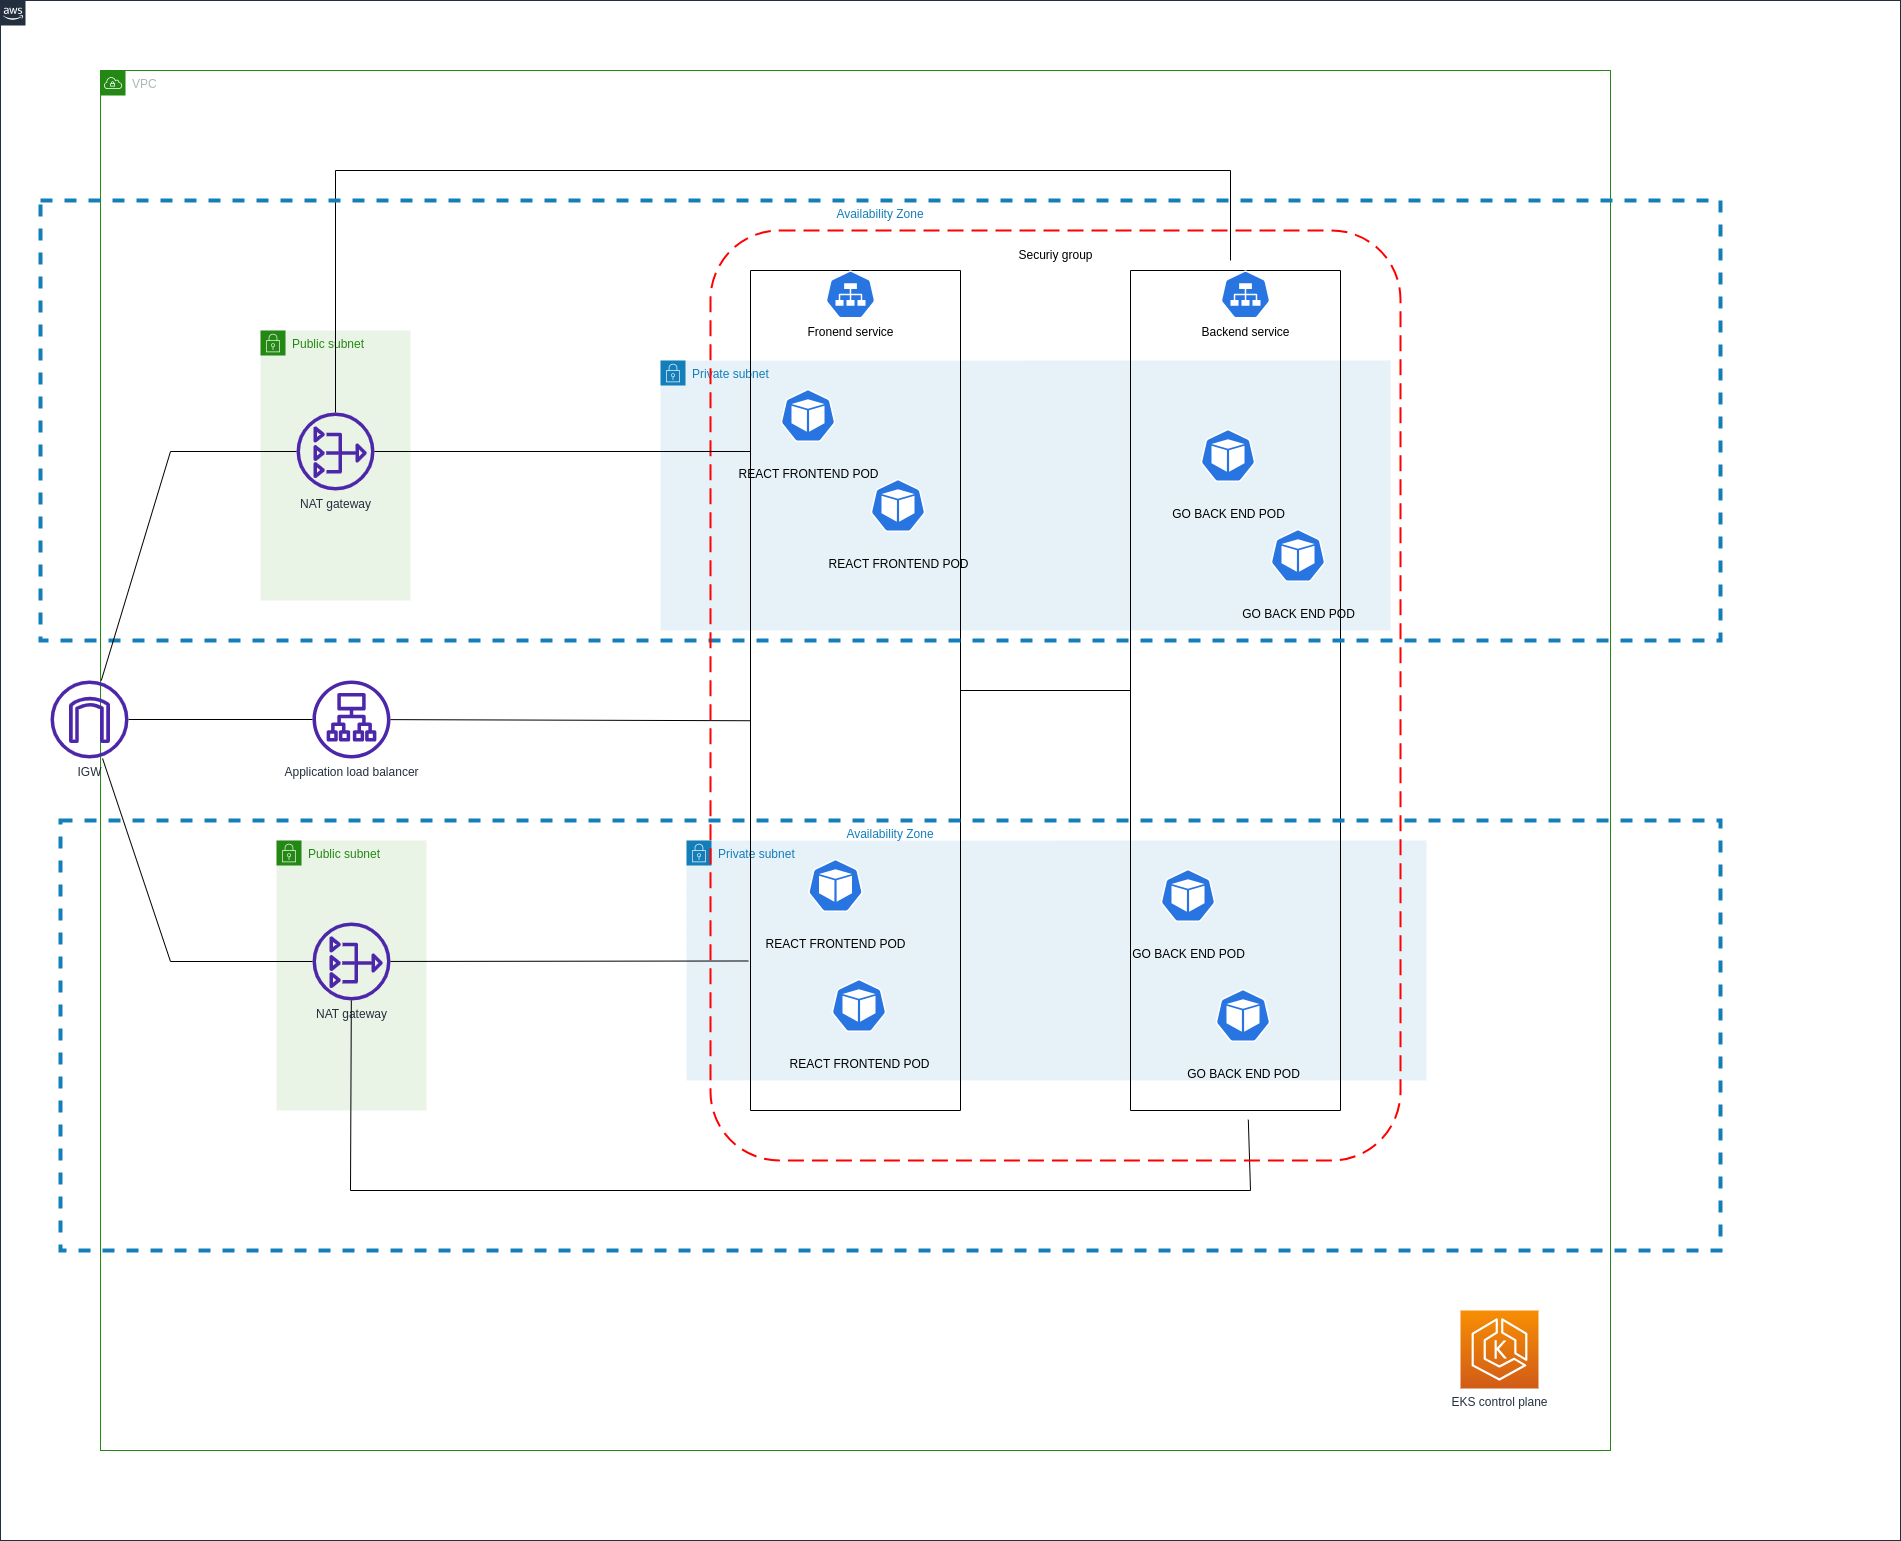 aws
VPC
Availability Zone
Securiy group
Fronend service
Backend service
Public subnet
Private subnet
REACT FRONTEND POD
NAT gateway
GO BACK END POD
REACT FRONTEND POD
GO BACK END POD
IGW
Application load balancer
Availability Zone
Public subnet
Private subnet
REACT FRONTEND POD
GO BACK END POD
NAT gateway
REACT FRONTEND POD
GO BACK END POD
K
EKS control plane